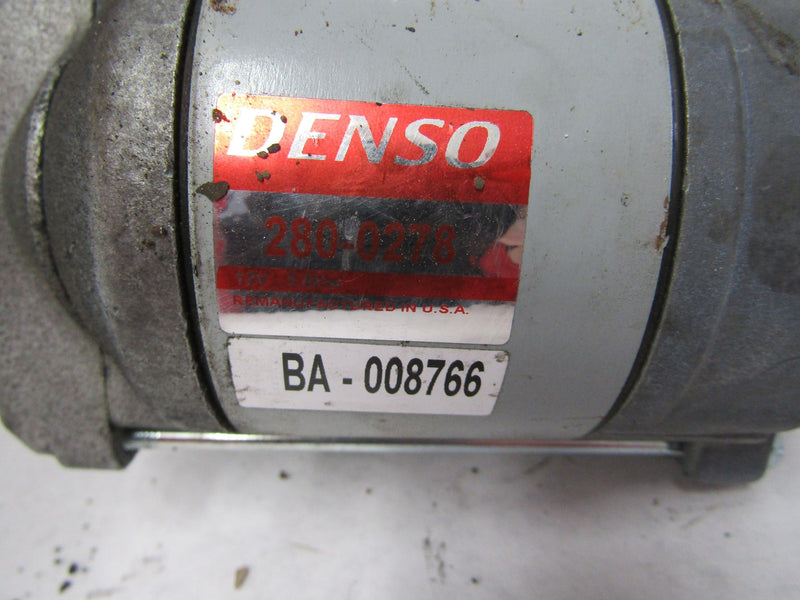 DENSO
280-0278
12V
REMANUFACTURED IN U.S.A.
BA - 008766